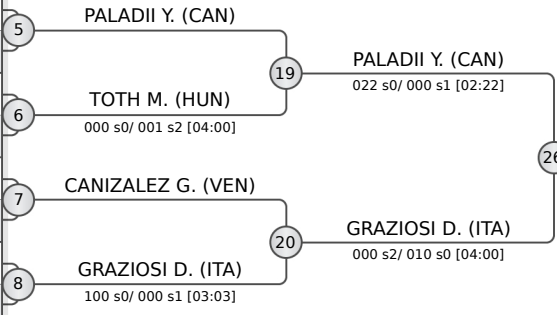 PALADII Y. (CAN)
5
19
PALADII Y. (CAN)
022 s0/ 000 s1 [02:22]
TOTH M. (HUN)
6
000 s0/ 001 s2 [04:00]
26
CANIZALEZ G. (VEN)
7
20
GRAZIOSI D. (ITA)
000 s2/ 010 s0 [04:00]
GRAZIOSI D. (ITA)
8
100 s0/ 000 s1 [03:03]